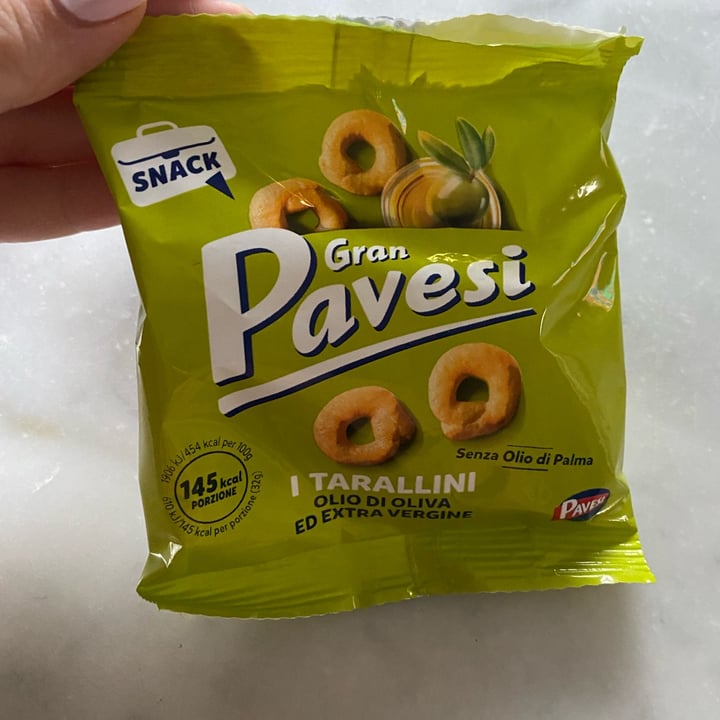 SNACK
Gran
Pavesi
1906 kJ/454 kcal per 100g
145 kcal
PORZIONE
610 kJ/145 kcal per porzione (32g)
Senza Olio di Palma
I TARALLINI
OLIO DI OLIVA
ED EXTRA VERGINE
PAVESI